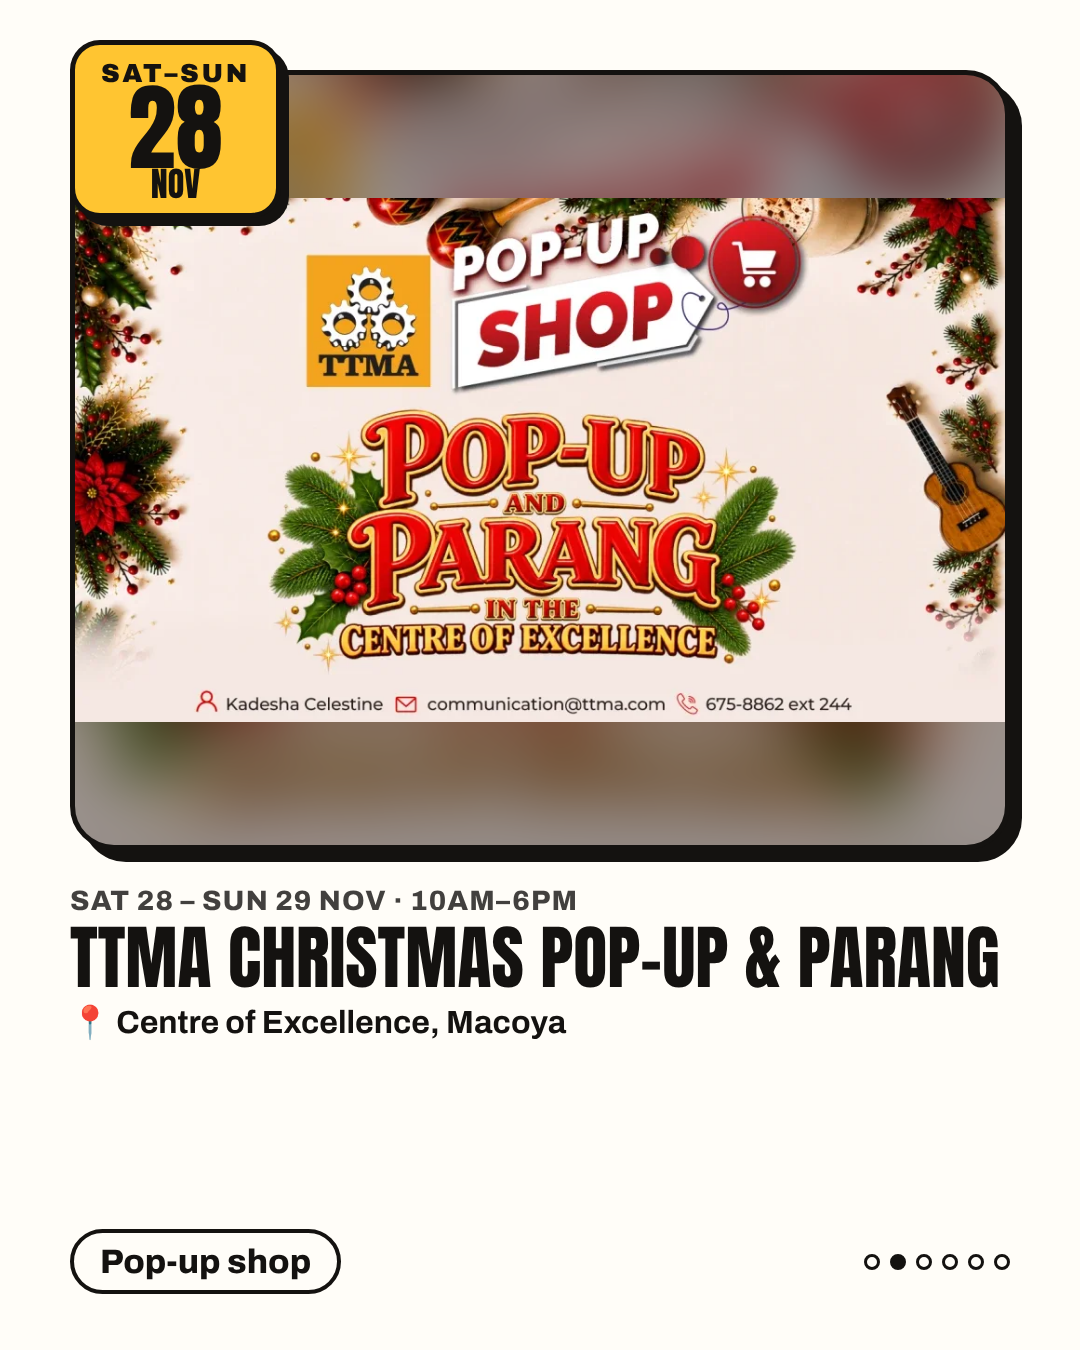 SAT–SUN
28
NOV
POP-UP
SHOP
TTMA
POP-UP
AND
PARANG
IN THE
CENTRE OF EXCELLENCE
Kadesha Celestine communication@ttma.com 675-8862 ext 244
SAT 28 – SUN 29 NOV · 10AM–6PM
TTMA CHRISTMAS POP-UP & PARANG
📍 Centre of Excellence, Macoya
Pop-up shop